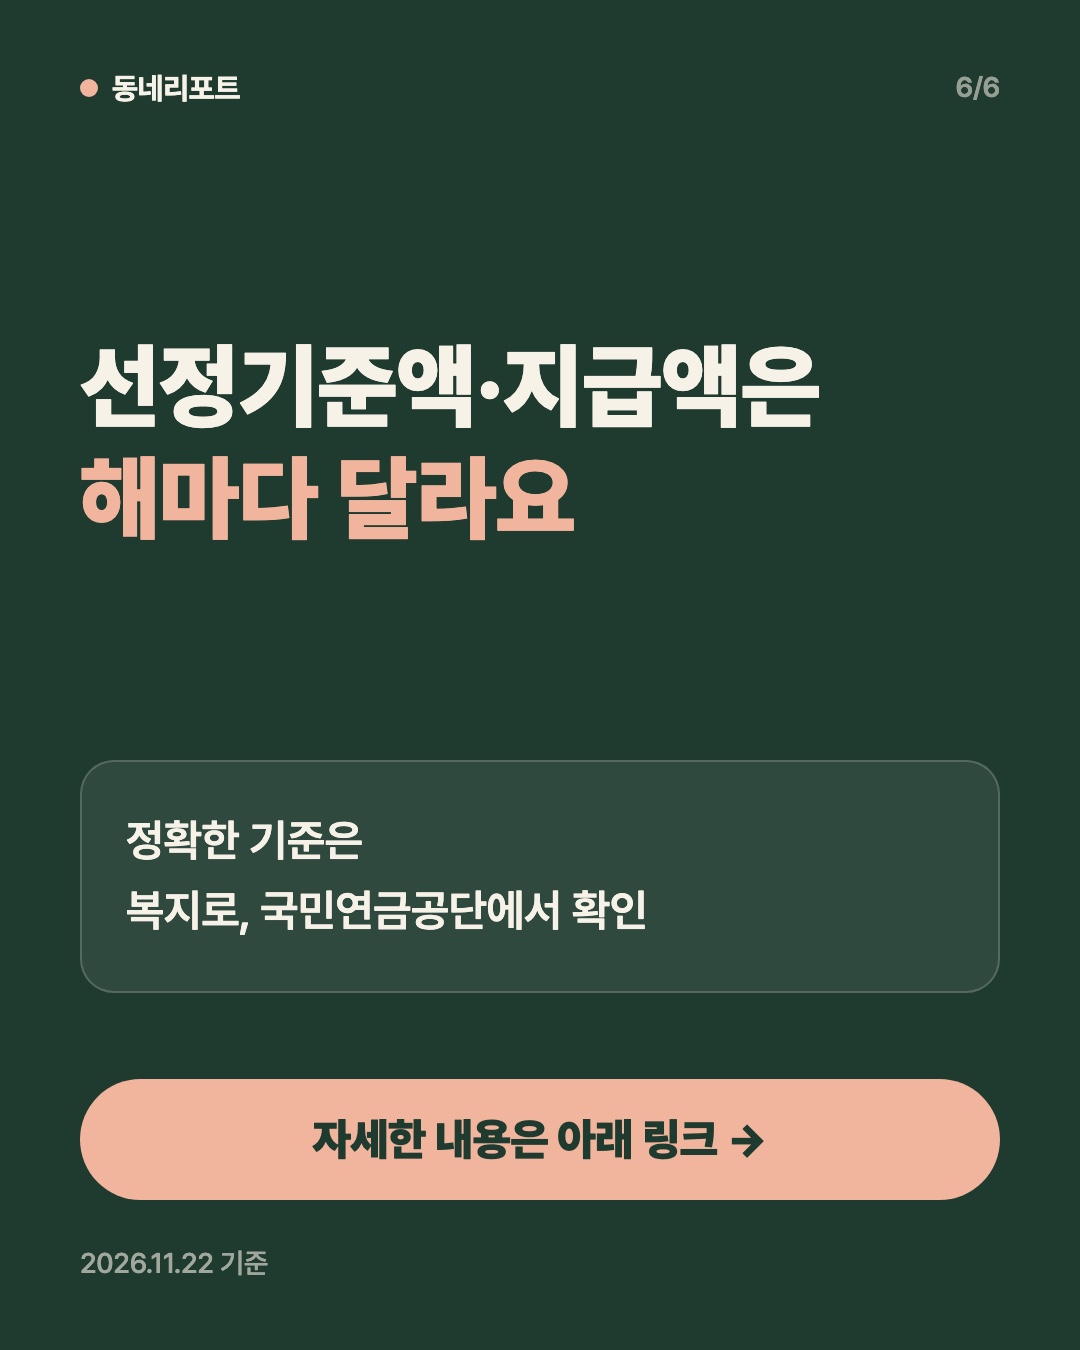 동네리포트
6/6
선정기준액·지급액은
해마다 달라요
정확한 기준은
복지로, 국민연금공단에서 확인
자세한 내용은 아래 링크 →
2026.11.22 기준